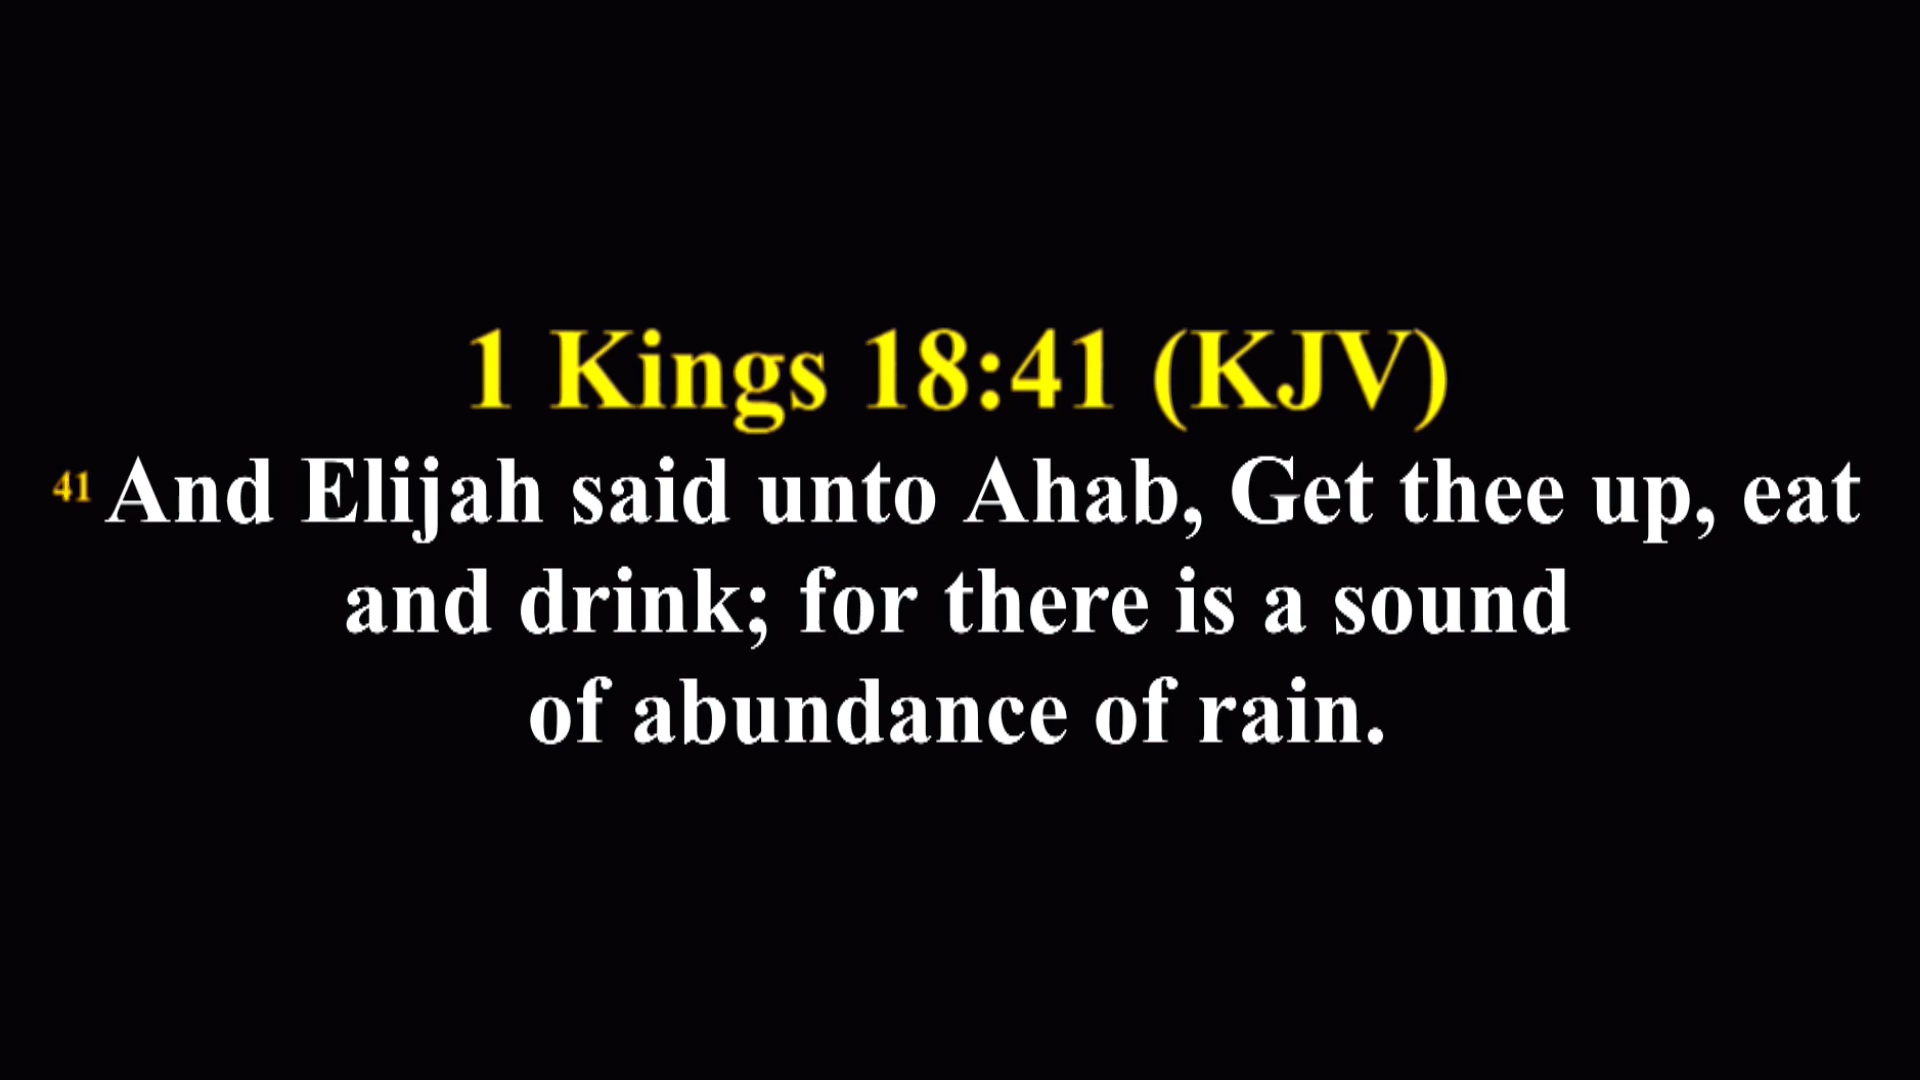 1 Kings 18:41 (KJV)
41 And Elijah said unto Ahab, Get thee up, eat
and drink; for there is a sound
of abundance of rain.